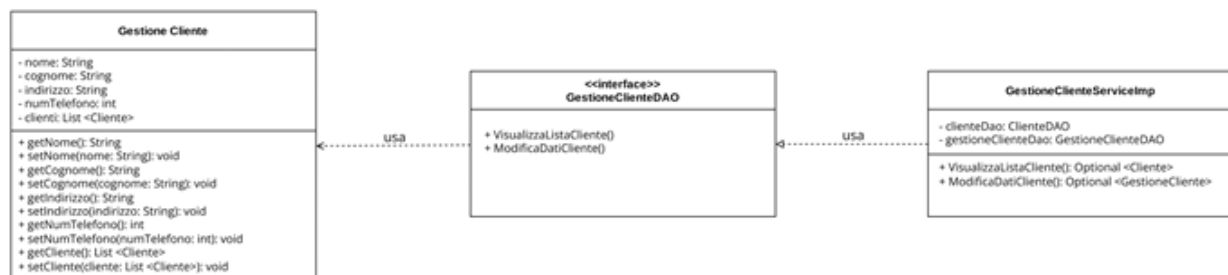 Gestione Cliente
- nome: String
- cognome: String
- indirizzo: String
- numTelefono: int
- clienti: List <Cliente>
+ getNome(): String
+ setNome(nome: String): void
+ getCognome(): String
+ setCognome(cognome: String): void
+ getIndirizzo(): String
+ setIndirizzo(indirizzo: String): void
+ getNumTelefono(): int
+ setNumTelefono(numTelefono: int): void
+ getCliente(): List <Cliente>
+ setCliente(cliente: List <Cliente>): void
usa
<<interface>>
GestioneClienteDAO
+ VisualizzaListaCliente()
+ ModificaDatiCliente()
usa
GestioneClienteServiceImp
- clienteDao: ClienteDAO
- gestioneClienteDao: GestioneClienteDAO
+ VisualizzaListaCliente(): Optional <Cliente>
+ ModificaDatiCliente(): Optional <GestioneCliente>